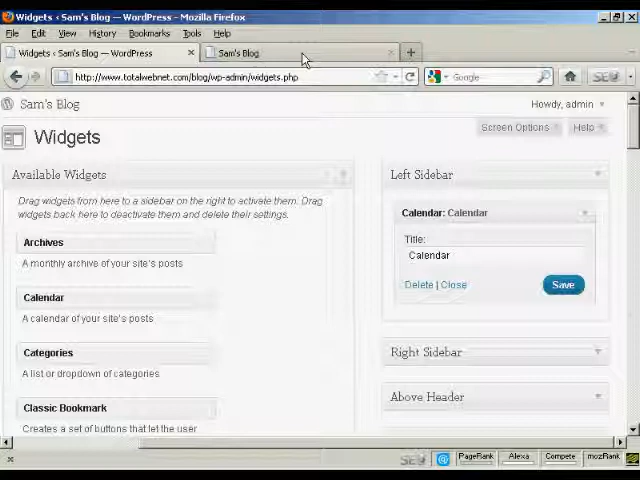 Widgets ‹ Sam's Blog — WordPress - Mozilla Firefox
File Edit View History Bookmarks Tools Help
Widgets ‹ Sam's Blog — WordPress
Sam's Blog
http://www.totalwebnet.com/blog/wp-admin/widgets.php
Google
SEO
Sam's Blog
Howdy, admin
Screen Options
Help
Widgets
Available Widgets
Drag widgets from here to a sidebar on the right to activate them. Drag
widgets back here to deactivate them and delete their settings.
Archives
A monthly archive of your site's posts
Calendar
A calendar of your site's posts
Categories
A list or dropdown of categories
Classic Bookmark
Creates a set of buttons that let the user
Left Sidebar
Calendar: Calendar
Title:
Calendar
Delete | Close
Save
Right Sidebar
Above Header
SEO
PageRank
Alexa
Compete
mozRank